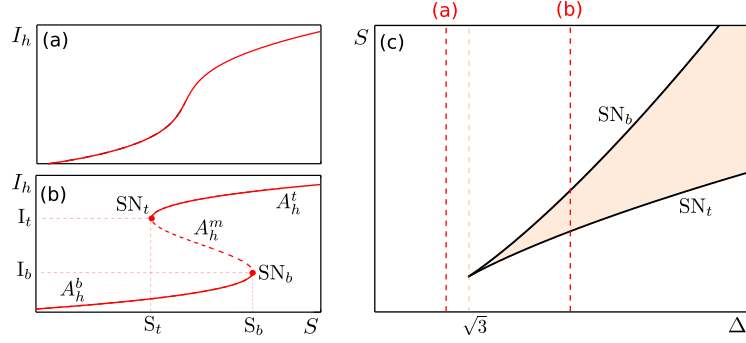 I_h (a)
I_h (b)
I_t
I_b
SN_t
A_h^t
A_h^m
SN_b
A_h^b
S_t S_b S
(a) (b)
S (c)
SN_b
SN_t
√3 Δ